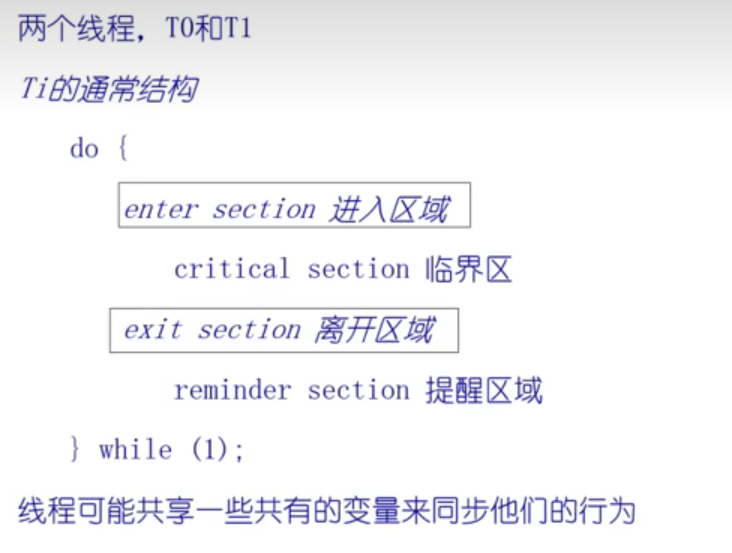 两个线程, T0和T1
Ti的通常结构
do {
enter section 进入区域
critical section 临界区
exit section 离开区域
reminder section 提醒区域
} while (1);
线程可能共享一些共有的变量来同步他们的行为